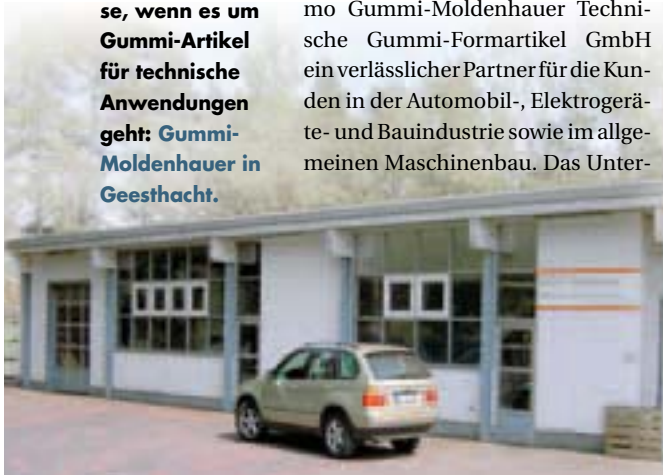 se, wenn es um
Gummi-Artikel
für technische
Anwendungen
geht: Gummi-
Moldenhauer in
Geesthacht.
mo Gummi-Moldenhauer Techni-
sche Gummi-Formartikel GmbH
ein verlässlicher Partner für die Kun-
den in der Automobil-, Elektrogerä-
te- und Bauindustrie sowie im allge-
meinen Maschinenbau. Das Unter-